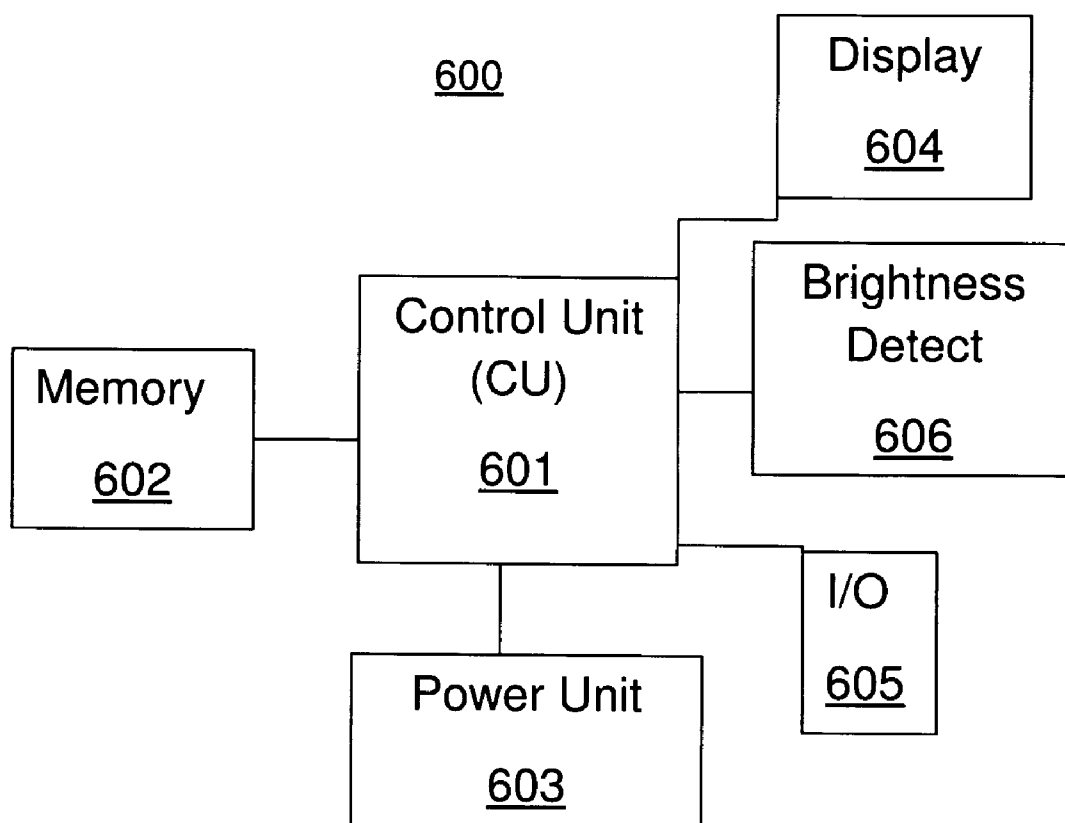 600
Display
604
Control Unit
(CU)
601
Brightness
Detect
606
Memory
602
I/O
605
Power Unit
603